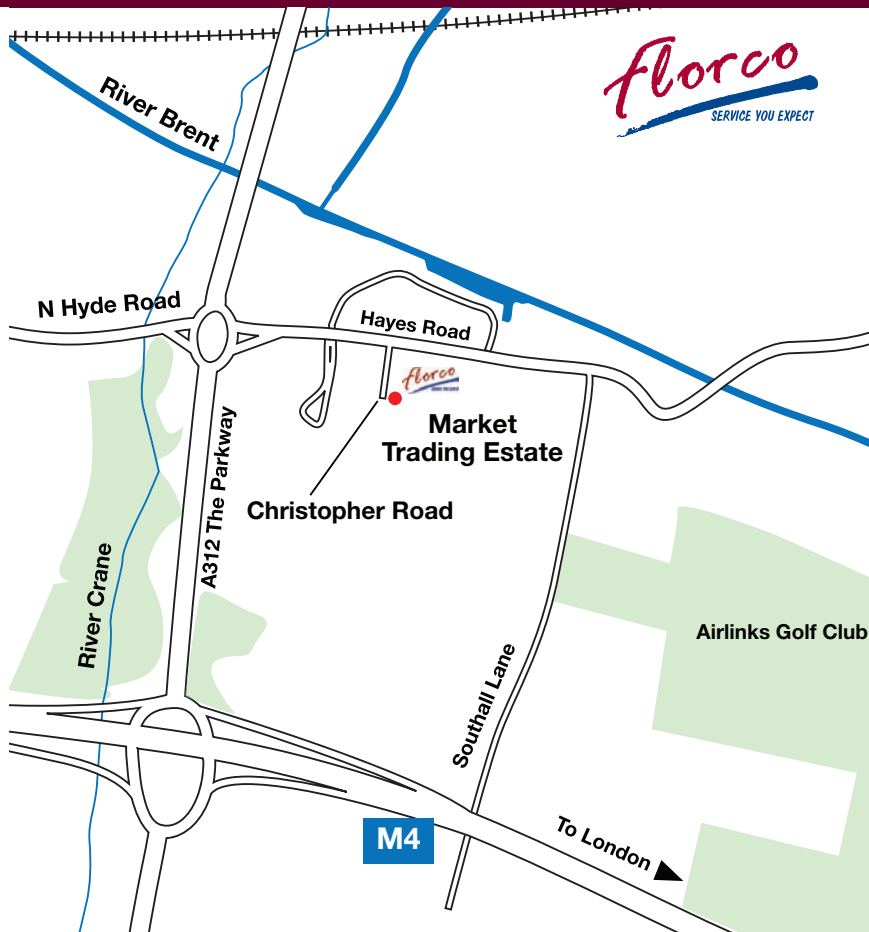 florco
SERVICE YOU EXPECT
River Brent
N Hyde Road
Hayes Road
florco
Market
Trading Estate
Christopher Road
A312 The Parkway
River Crane
Airlinks Golf Club
Southall Lane
M4
To London